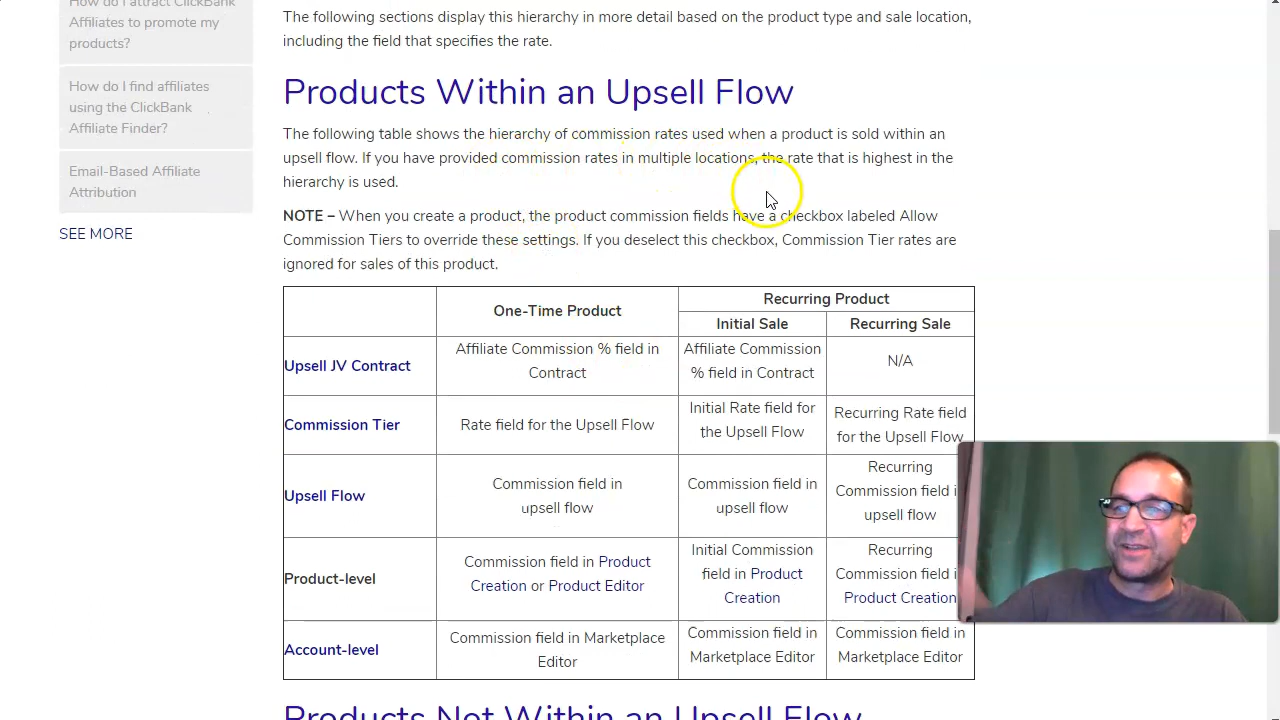 How do I attract ClickBank
Affiliates to promote my
products?
How do I find affiliates
using the ClickBank
Affiliate Finder?
Email-Based Affiliate
Attribution
SEE MORE
The following sections display this hierarchy in more detail based on the product type and sale location,
including the field that specifies the rate.
Products Within an Upsell Flow
The following table shows the hierarchy of commission rates used when a product is sold within an
upsell flow. If you have provided commission rates in multiple locations, the rate that is highest in the
hierarchy is used.
NOTE – When you create a product, the product commission fields have a checkbox labeled Allow
Commission Tiers to override these settings. If you deselect this checkbox, Commission Tier rates are
ignored for sales of this product.
One-Time Product
Recurring Product
Initial Sale
Recurring Sale
Upsell JV Contract
Affiliate Commission % field in
Contract
Affiliate Commission
% field in Contract
N/A
Commission Tier
Rate field for the Upsell Flow
Initial Rate field for
the Upsell Flow
Recurring Rate field
for the Upsell Flow
Upsell Flow
Commission field in
upsell flow
Commission field in
upsell flow
Recurring
Commission field i
upsell flow
Product-level
Commission field in Product
Creation or Product Editor
Initial Commission
field in Product
Creation
Recurring
Commission field i
Product Creation
Account-level
Commission field in Marketplace
Editor
Commission field in
Marketplace Editor
Commission field in
Marketplace Editor
Products Not Within an Upsell Flow